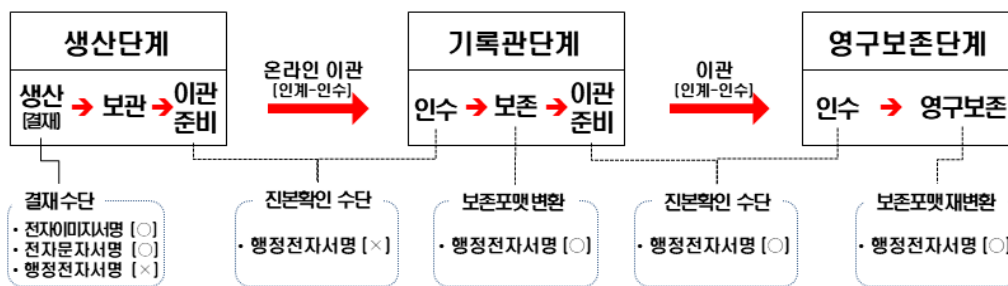 생산단계
생산 → 보관 → 이관
[결재] 준비
온라인 이관
[인계-인수]
기록관단계
인수 → 보존 → 이관
준비
이관
[인계-인수]
영구보존단계
인수 → 영구보존
결재 수단
· 전자이미지서명 [○]
· 전자문자서명 [○]
· 행정전자서명 [×]
진본확인 수단
· 행정전자서명 [×]
보존포맷 변환
· 행정전자서명 [○]
진본확인 수단
· 행정전자서명 [○]
보존포맷 재변환
· 행정전자서명 [○]